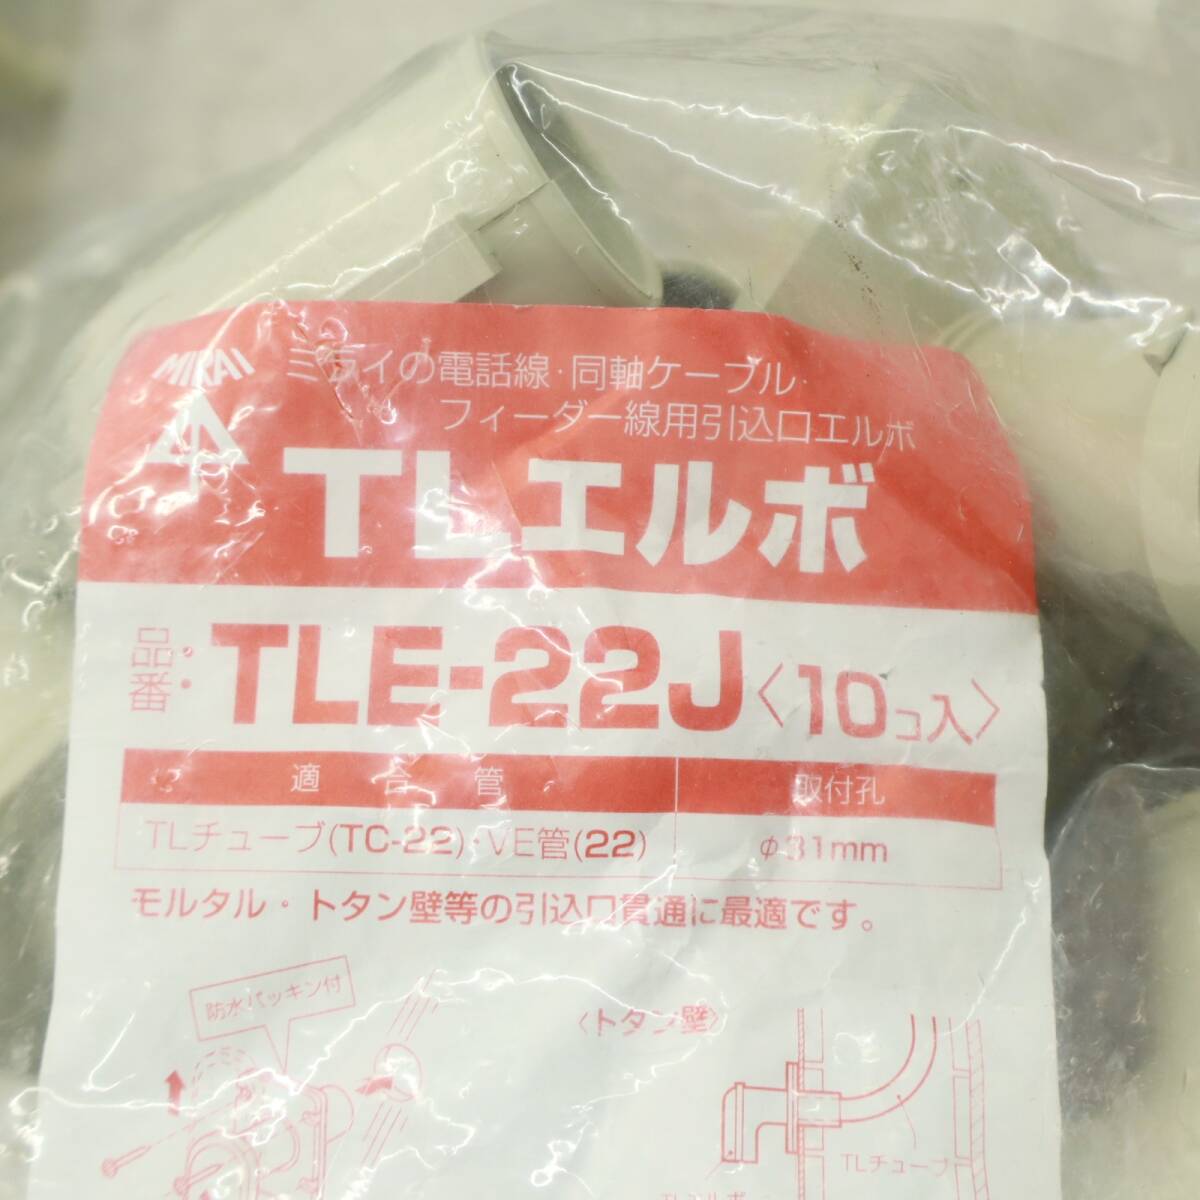 MIRAI
ミライの電話線・同軸ケーブル・
フィーダー線用引込口エルボ
TLエルボ
品番: TLE-22J〈10コ入〉
適合管 取付孔
TLチューブ(TC-22)・VE管(22) φ31mm
モルタル・トタン壁等の引込口貫通に最適です。
防水パッキン付
〈トタン壁〉
TLチューブ
TLエルボ